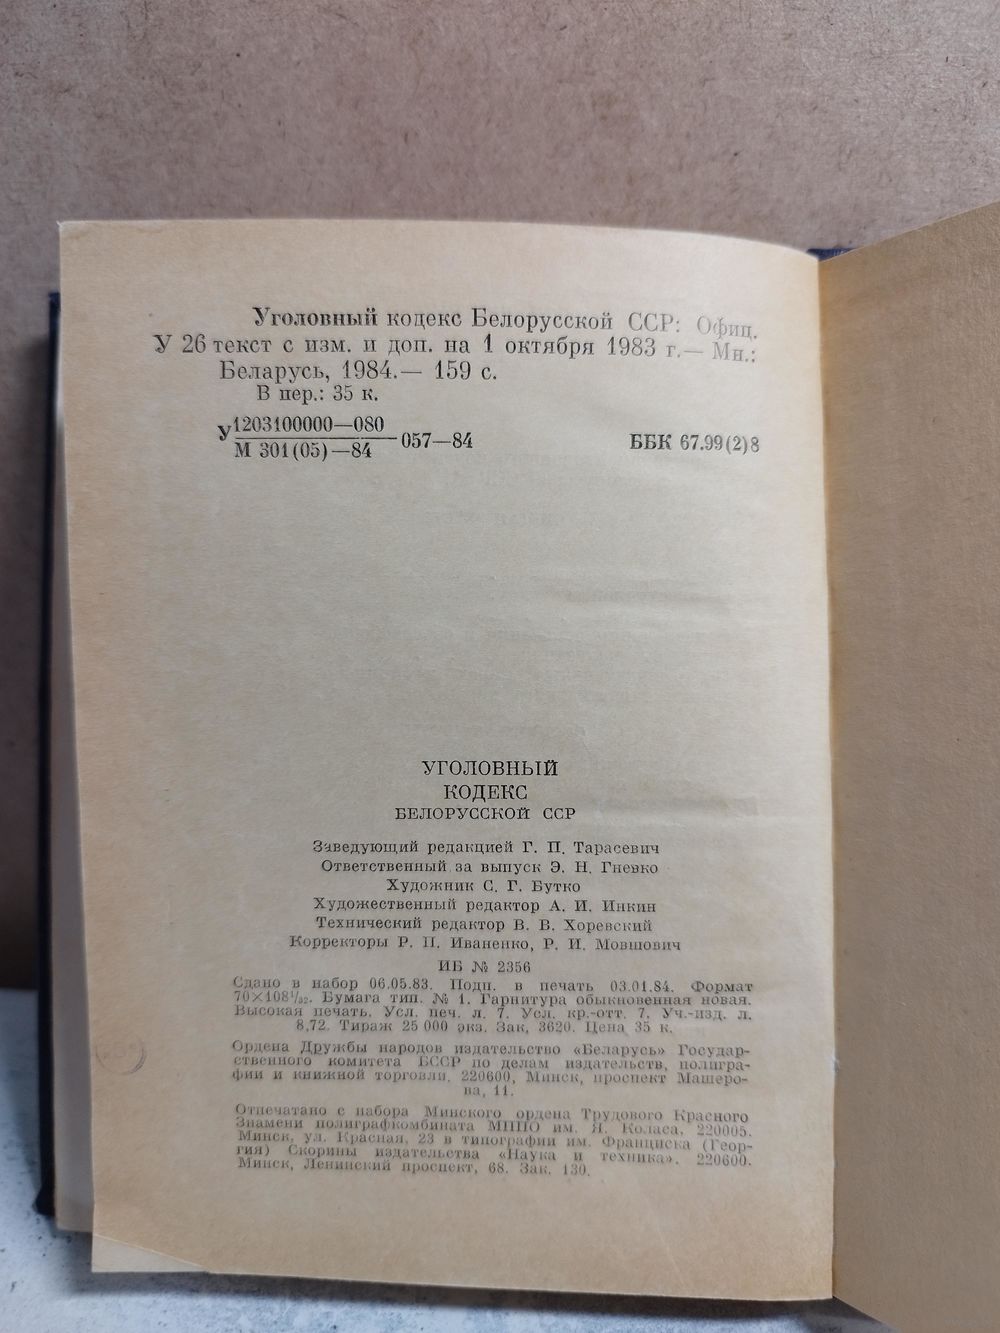 Уголовный кодекс Белорусской ССР: Офиц.
У 26 текст с изм. и доп. на 1 октября 1983 г.— Мн.:
Беларусь, 1984.— 159 с.
В пер.: 35 к.
У 1203100000—080
М 301(05)—84 057—84 ББК 67.99(2)8
УГОЛОВНЫЙ
КОДЕКС
БЕЛОРУССКОЙ ССР
Заведующий редакцией Г. П. Тарасевич
Ответственный за выпуск Э. Н. Гневко
Художник С. Г. Бутко
Художественный редактор А. И. Инкин
Технический редактор В. В. Хоревский
Корректоры Р. П. Иваненко, Р. И. Мовшович
ИБ № 2356
Сдано в набор 06.05.83. Подп. в печать 03.01.84. Формат
70×108¹/₃₂. Бумага тип. № 1. Гарнитура обыкновенная новая.
Высокая печать. Усл. печ. л. 7. Усл. кр.-отт. 7. Уч.-изд. л.
8,72. Тираж 25 000 экз. Зак. 3620. Цена 35 к.
Ордена Дружбы народов издательство «Беларусь» Государ-
ственного комитета БССР по делам издательств, полигра-
фии и книжной торговли. 220600, Минск, проспект Машеро-
ва, 11.
Отпечатано с набора Минского ордена Трудового Красного
Знамени полиграфкомбината МППО им. Я. Коласа. 220005.
Минск, ул. Красная, 23 в типографии им. Франциска (Геор-
гия) Скорины издательства «Наука и техника». 220600.
Минск, Ленинский проспект, 68. Зак. 130.